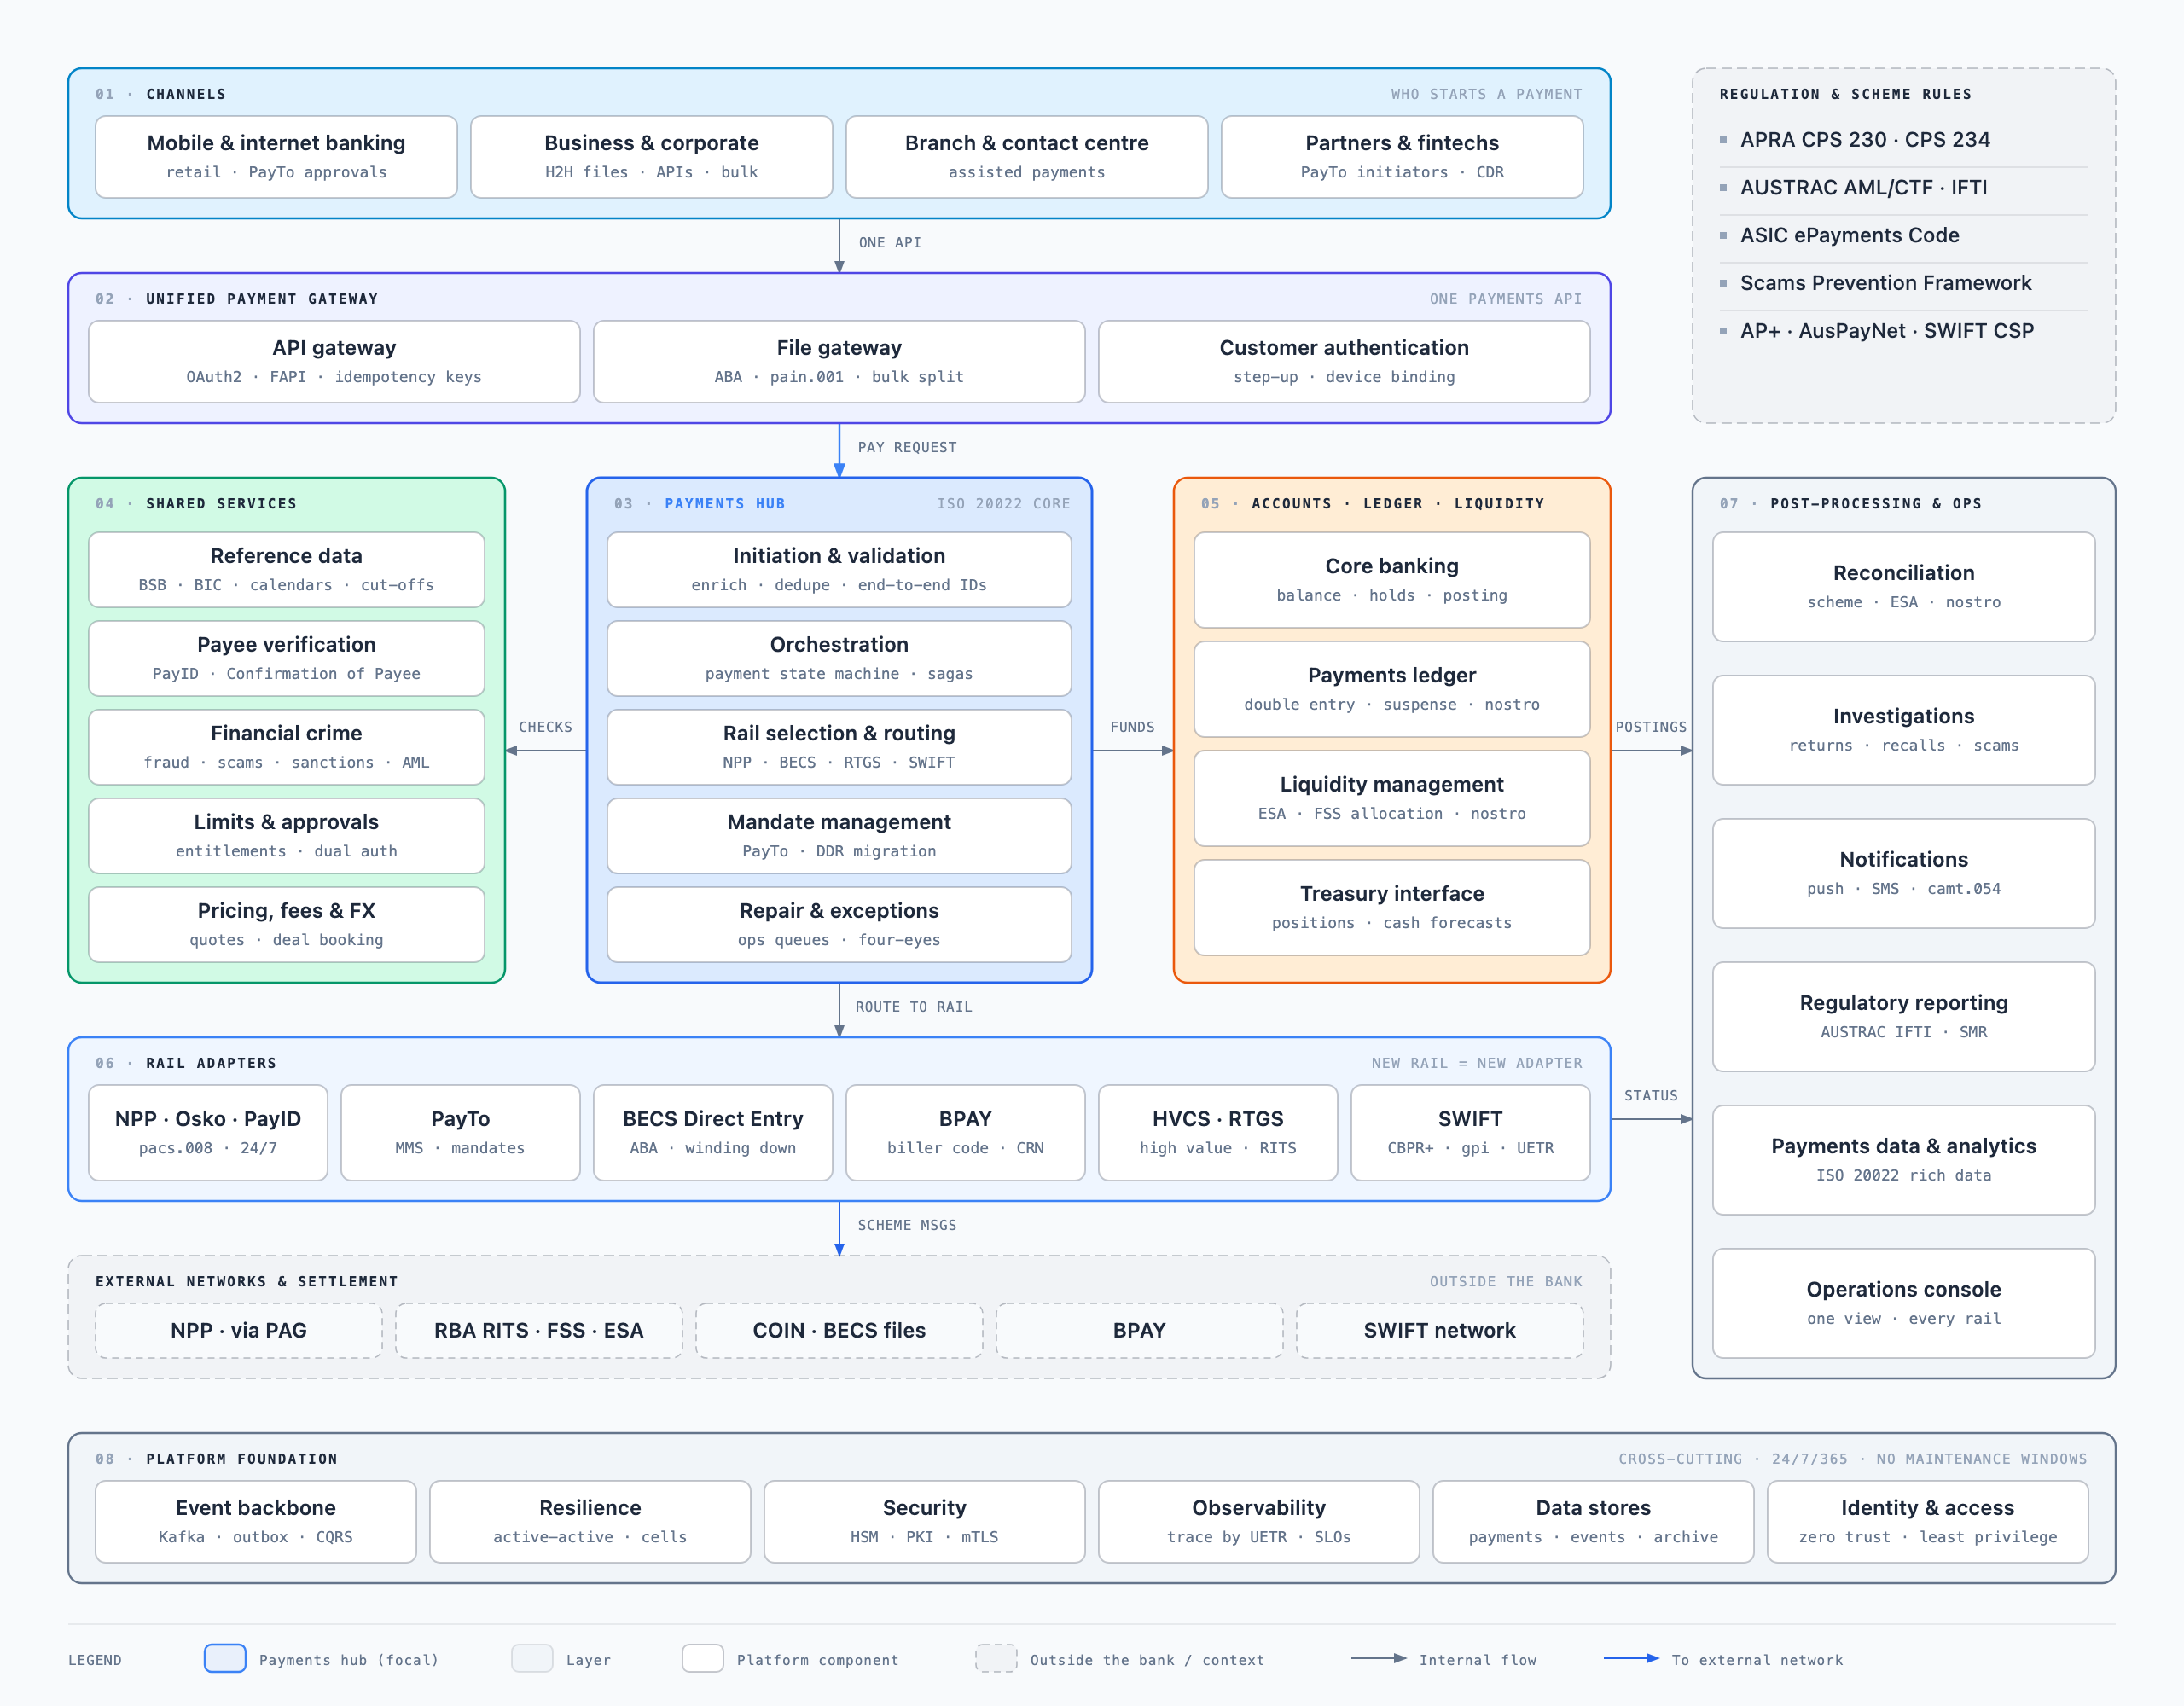 01 · CHANNELS
WHO STARTS A PAYMENT
Mobile & internet banking
retail · PayTo approvals
Business & corporate
H2H files · APIs · bulk
Branch & contact centre
assisted payments
Partners & fintechs
PayTo initiators · CDR
REGULATION & SCHEME RULES
APRA CPS 230 · CPS 234
AUSTRAC AML/CTF · IFTI
ASIC ePayments Code
Scams Prevention Framework
AP+ · AusPayNet · SWIFT CSP
ONE API
02 · UNIFIED PAYMENT GATEWAY
ONE PAYMENTS API
API gateway
OAuth2 · FAPI · idempotency keys
File gateway
ABA · pain.001 · bulk split
Customer authentication
step-up · device binding
PAY REQUEST
04 · SHARED SERVICES
Reference data
BSB · BIC · calendars · cut-offs
Payee verification
PayID · Confirmation of Payee
Financial crime
fraud · scams · sanctions · AML
Limits & approvals
entitlements · dual auth
Pricing, fees & FX
quotes · deal booking
CHECKS
03 · PAYMENTS HUB
ISO 20022 CORE
Initiation & validation
enrich · dedupe · end-to-end IDs
Orchestration
payment state machine · sagas
Rail selection & routing
NPP · BECS · RTGS · SWIFT
Mandate management
PayTo · DDR migration
Repair & exceptions
ops queues · four-eyes
FUNDS
05 · ACCOUNTS · LEDGER · LIQUIDITY
Core banking
balance · holds · posting
Payments ledger
double entry · suspense · nostro
Liquidity management
ESA · FSS allocation · nostro
Treasury interface
positions · cash forecasts
POSTINGS
07 · POST-PROCESSING & OPS
Reconciliation
scheme · ESA · nostro
Investigations
returns · recalls · scams
Notifications
push · SMS · camt.054
Regulatory reporting
AUSTRAC IFTI · SMR
Payments data & analytics
ISO 20022 rich data
Operations console
one view · every rail
ROUTE TO RAIL
06 · RAIL ADAPTERS
NEW RAIL = NEW ADAPTER
NPP · Osko · PayID
pacs.008 · 24/7
PayTo
MMS · mandates
BECS Direct Entry
ABA · winding down
BPAY
biller code · CRN
HVCS · RTGS
high value · RITS
SWIFT
CBPR+ · gpi · UETR
STATUS
SCHEME MSGS
EXTERNAL NETWORKS & SETTLEMENT
OUTSIDE THE BANK
NPP · via PAG
RBA RITS · FSS · ESA
COIN · BECS files
BPAY
SWIFT network
08 · PLATFORM FOUNDATION
CROSS-CUTTING · 24/7/365 · NO MAINTENANCE WINDOWS
Event backbone
Kafka · outbox · CQRS
Resilience
active-active · cells
Security
HSM · PKI · mTLS
Observability
trace by UETR · SLOs
Data stores
payments · events · archive
Identity & access
zero trust · least privilege
LEGEND
Payments hub (focal)
Layer
Platform component
Outside the bank / context
Internal flow
To external network